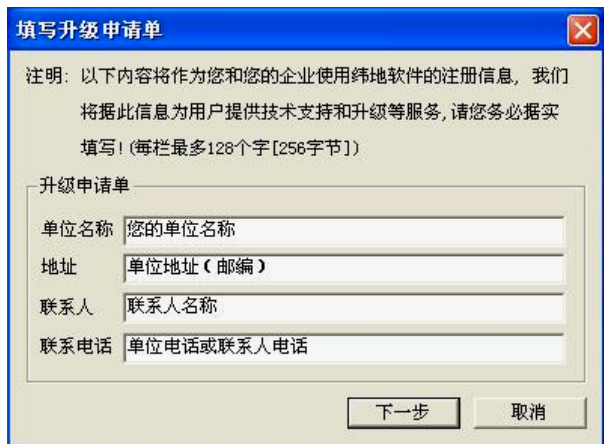 填写升级申请单
注明: 以下内容将作为您和您的企业使用纬地软件的注册信息, 我们
将据此信息为用户提供技术支持和升级等服务, 请您务必据实
填写! (每栏最多128个字[256字节])
升级申请单
单位名称 您的单位名称
地址 单位地址(邮编)
联系人 联系人名称
联系电话 单位电话或联系人电话
下一步 取消